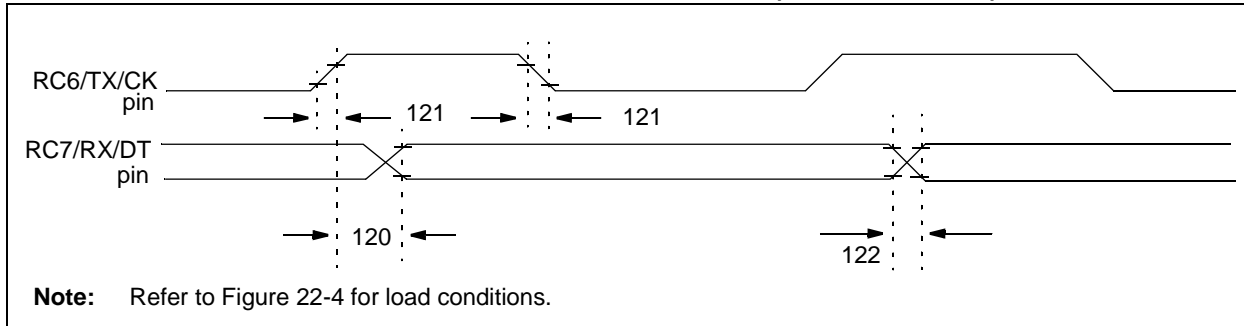 RC6/TX/CK
pin
121
121
RC7/RX/DT
pin
120
122
Note: Refer to Figure 22-4 for load conditions.